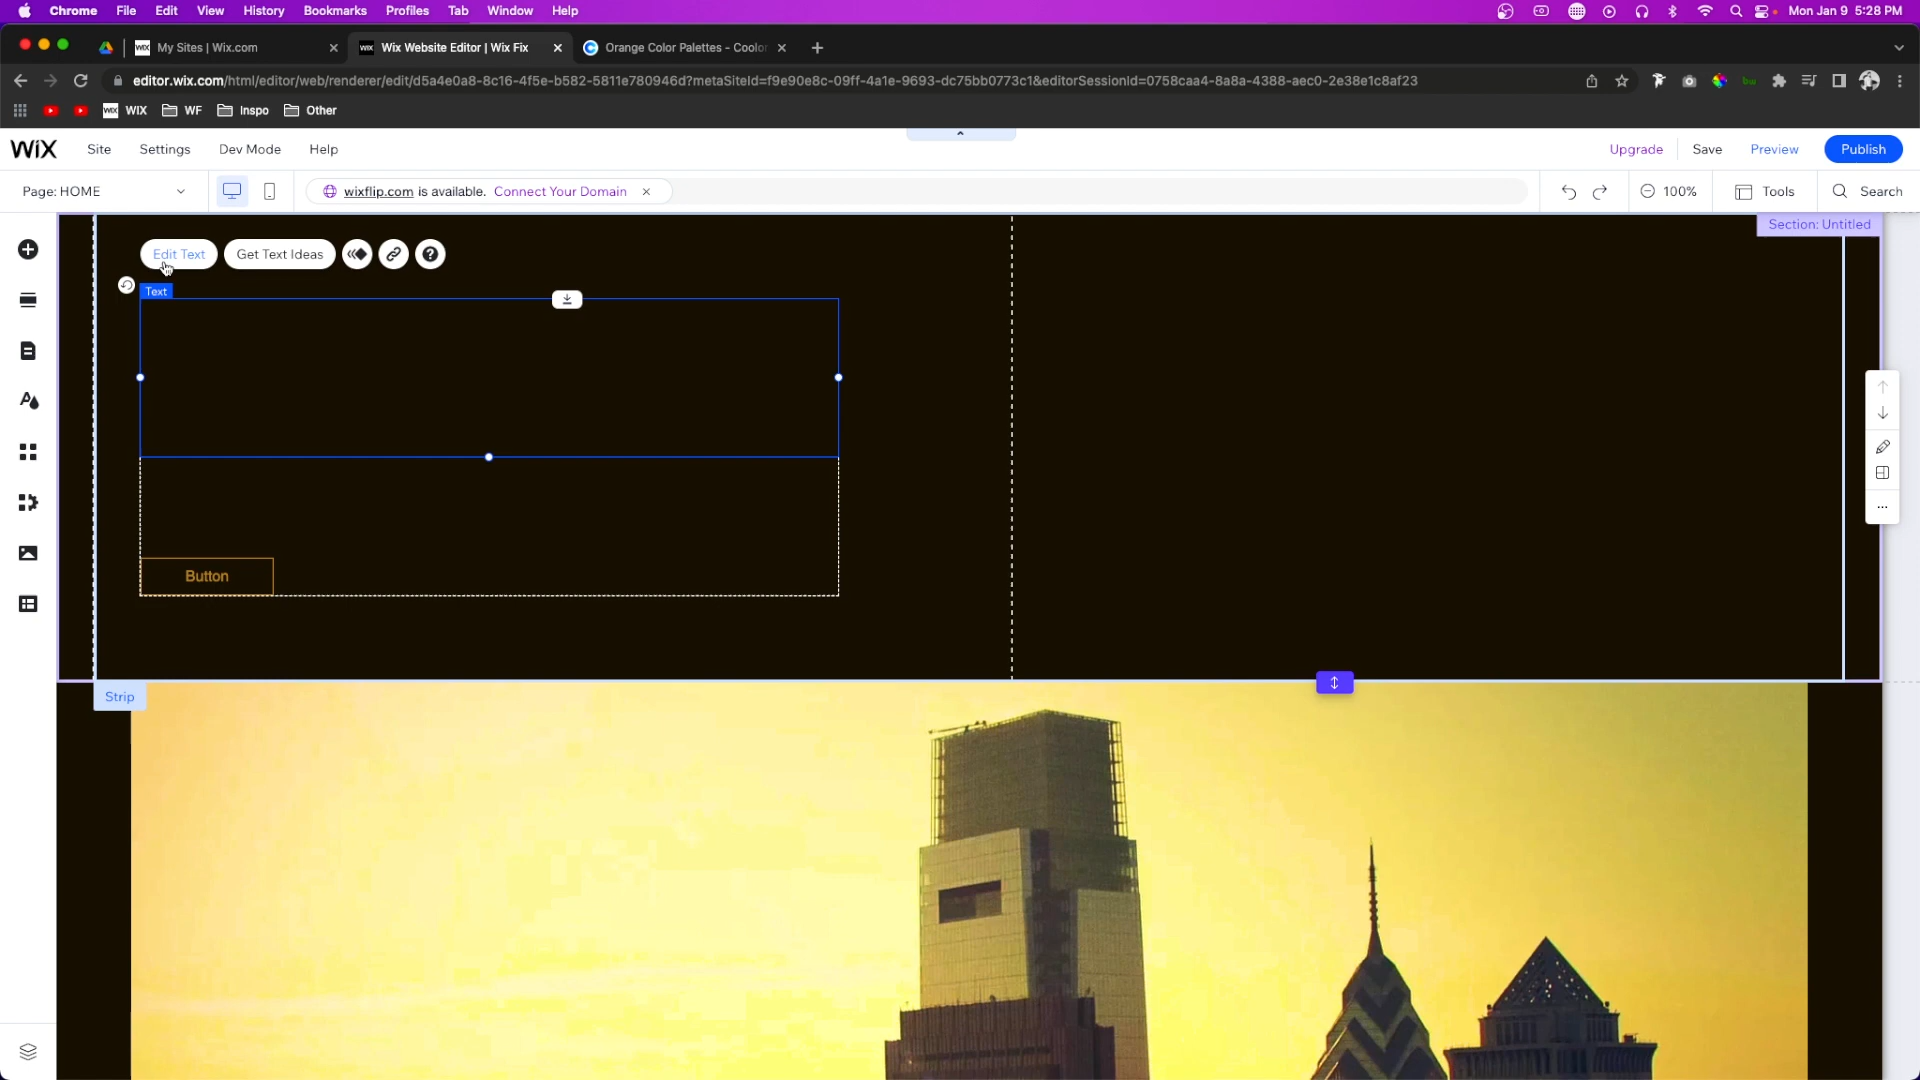 Chrome File Edit View History Bookmarks Profiles Tab Window Help Mon Jan 9 5:28 PM
WIX My Sites | Wix.com WIX Wix Website Editor | Wix Fix Orange Color Palettes - Coolor
editor.wix.com/html/editor/web/renderer/edit/d5a4e0a8-8c16-4f5e-b582-5811e780946d?metaSiteId=f9e90e8c-09ff-4a1e-9693-dc75bb0773c1&editorSessionId=0758caa4-8a8a-4388-aec0-2e38e1c8af23
WIX WIX WF Inspo Other
WIX Site Settings Dev Mode Help Upgrade Save Preview Publish
Page: HOME wixflip.com is available. Connect Your Domain 100% Tools Search
Section: Untitled
Edit Text Get Text Ideas
Text
Button
Strip